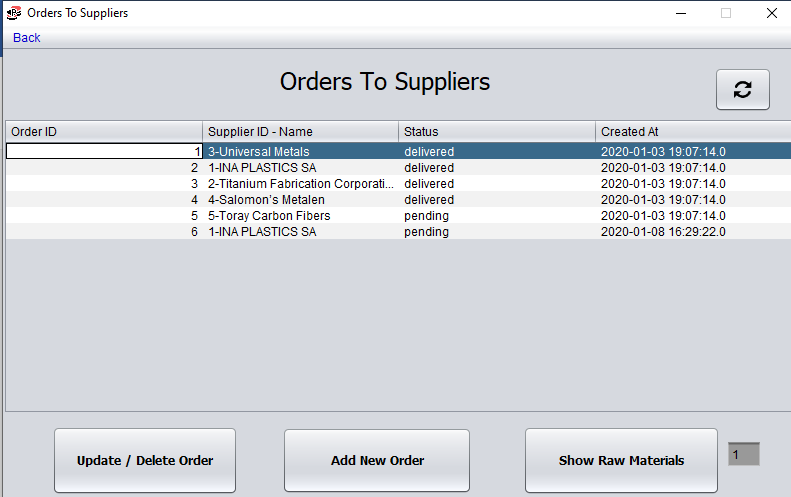 Orders To Suppliers
Back
Orders To Suppliers
Order ID Supplier ID - Name Status Created At
1 3-Universal Metals delivered 2020-01-03 19:07:14.0
2 1-INA PLASTICS SA delivered 2020-01-03 19:07:14.0
3 2-Titanium Fabrication Corporati... delivered 2020-01-03 19:07:14.0
4 4-Salomon's Metalen delivered 2020-01-03 19:07:14.0
5 5-Toray Carbon Fibers pending 2020-01-03 19:07:14.0
6 1-INA PLASTICS SA pending 2020-01-08 16:29:22.0
Update / Delete Order Add New Order Show Raw Materials 1